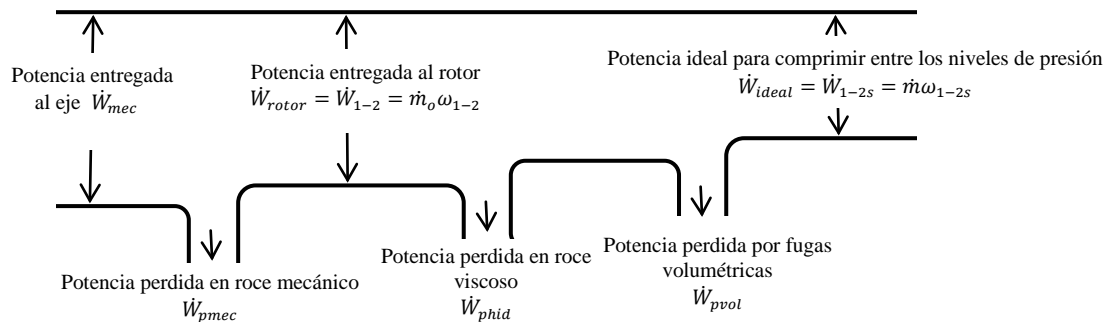 Potencia entregada
al eje Ẇ_mec
Potencia entregada al rotor
Ẇ_rotor = Ẇ_1−2 = ṁ_o ω_1−2
Potencia ideal para comprimir entre los niveles de presión
Ẇ_ideal = Ẇ_1−2s = ṁω_1−2s
Potencia perdida en roce mecánico
Ẇ_pmec
Potencia perdida en roce
viscoso
Ẇ_phid
Potencia perdida por fugas
volumétricas
Ẇ_pvol